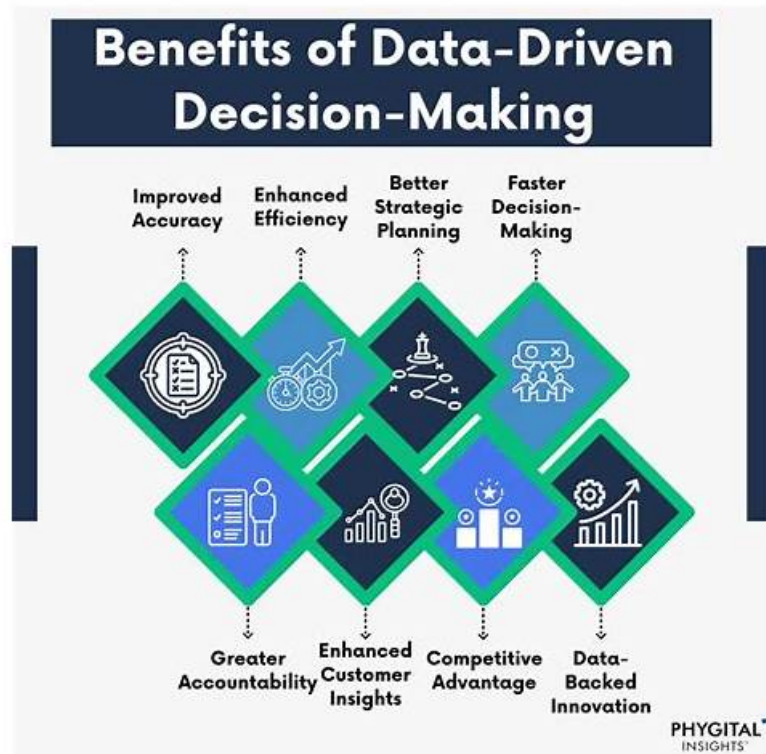 Benefits of Data-Driven
Decision-Making
Improved
Accuracy
Enhanced
Efficiency
Better
Strategic
Planning
Faster
Decision-
Making
Greater
Accountability
Enhanced
Customer
Insights
Competitive
Advantage
Data-
Backed
Innovation
PHYGITAL
INSIGHTS